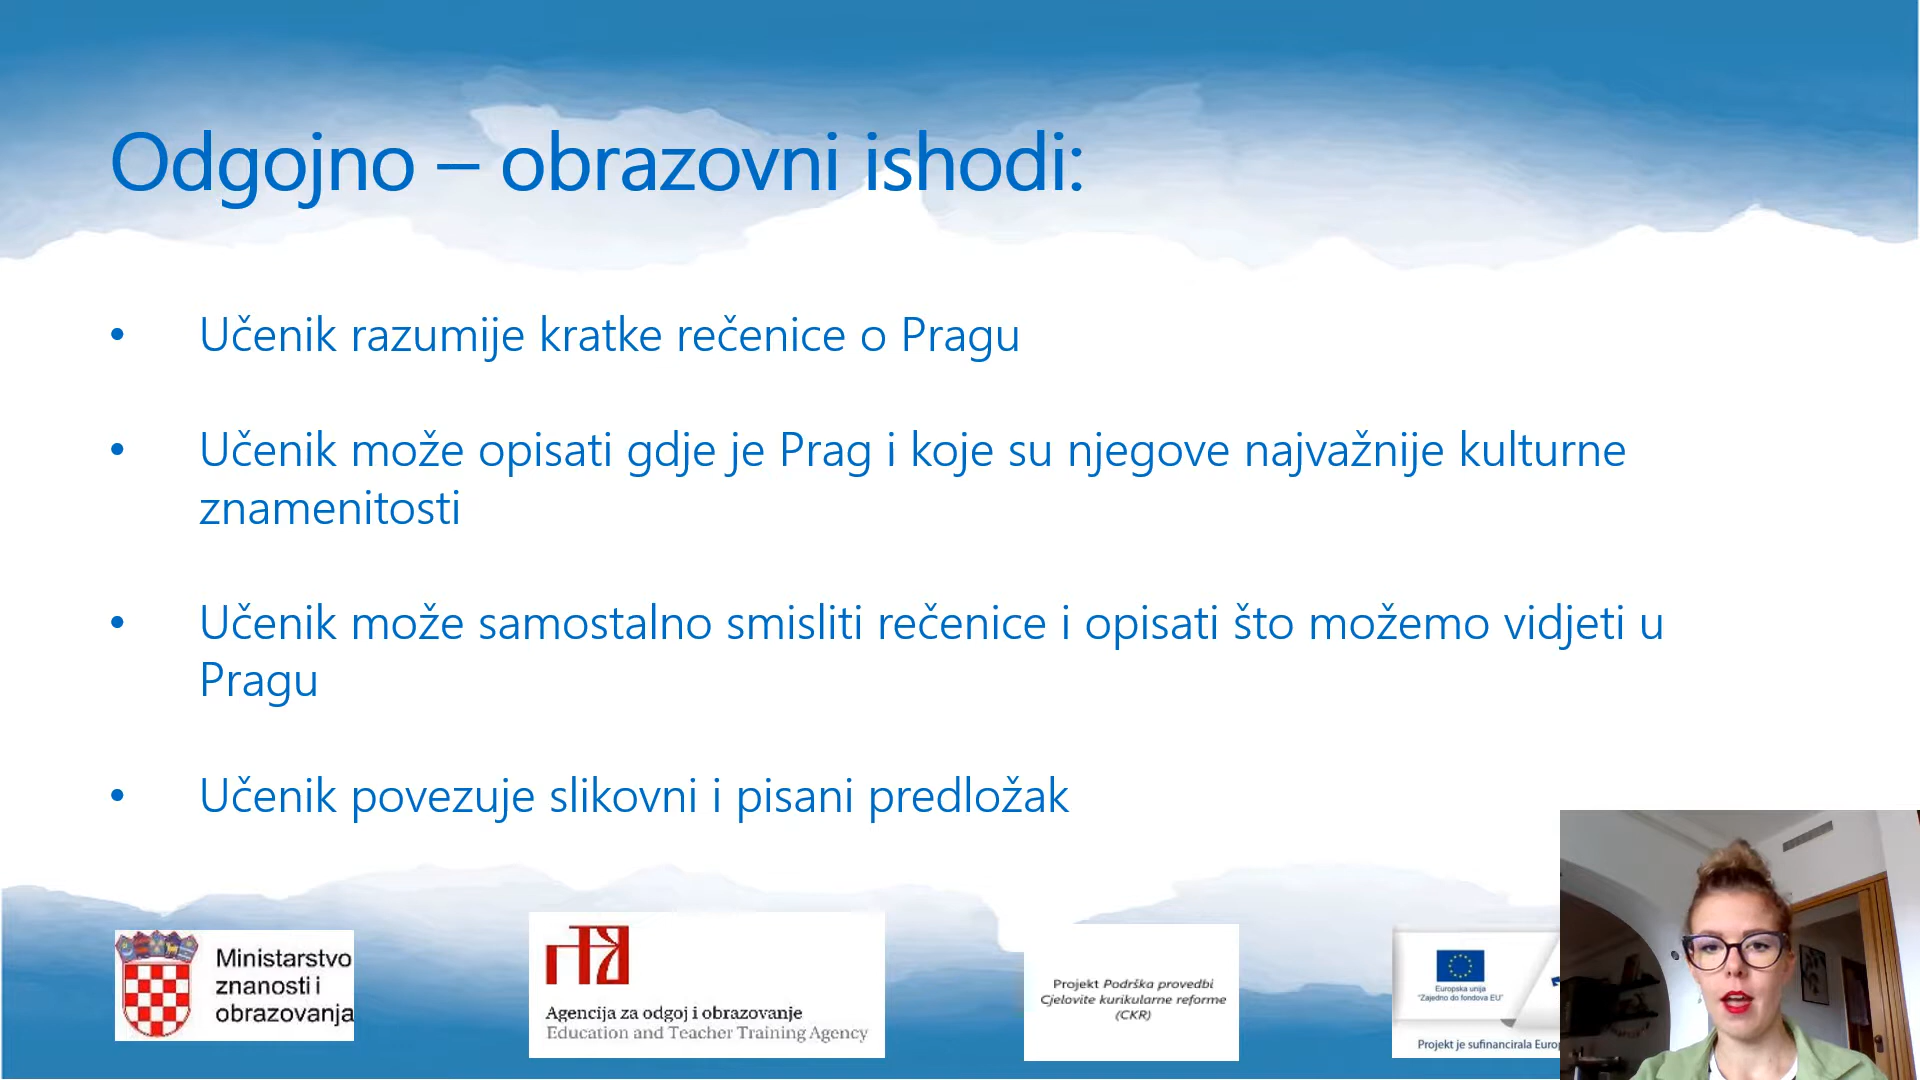 Odgojno – obrazovni ishodi:
• Učenik razumije kratke rečenice o Pragu
• Učenik može opisati gdje je Prag i koje su njegove najvažnije kulturne
znamenitosti
• Učenik može samostalno smisliti rečenice i opisati što možemo vidjeti u
Pragu
• Učenik povezuje slikovni i pisani predložak
Ministarstvo
znanosti i
obrazovanja
Agencija za odgoj i obrazovanje
Education and Teacher Training Agency
Projekt Podrška provedbi
Cjelovite kurikularne reforme
(CKR)
Europska unija
"Zajedno do fondova EU"
Projekt je sufinancirala